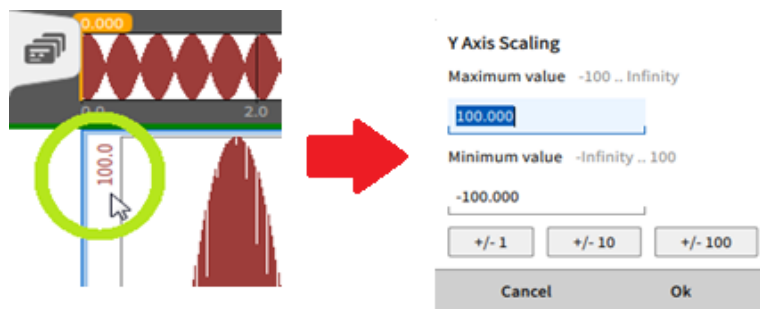 0.000
0.0
2.0
100.0
Y Axis Scaling
Maximum value -100 .. Infinity
100.000
Minimum value -Infinity .. 100
-100.000
+/- 1
+/- 10
+/- 100
Cancel
Ok